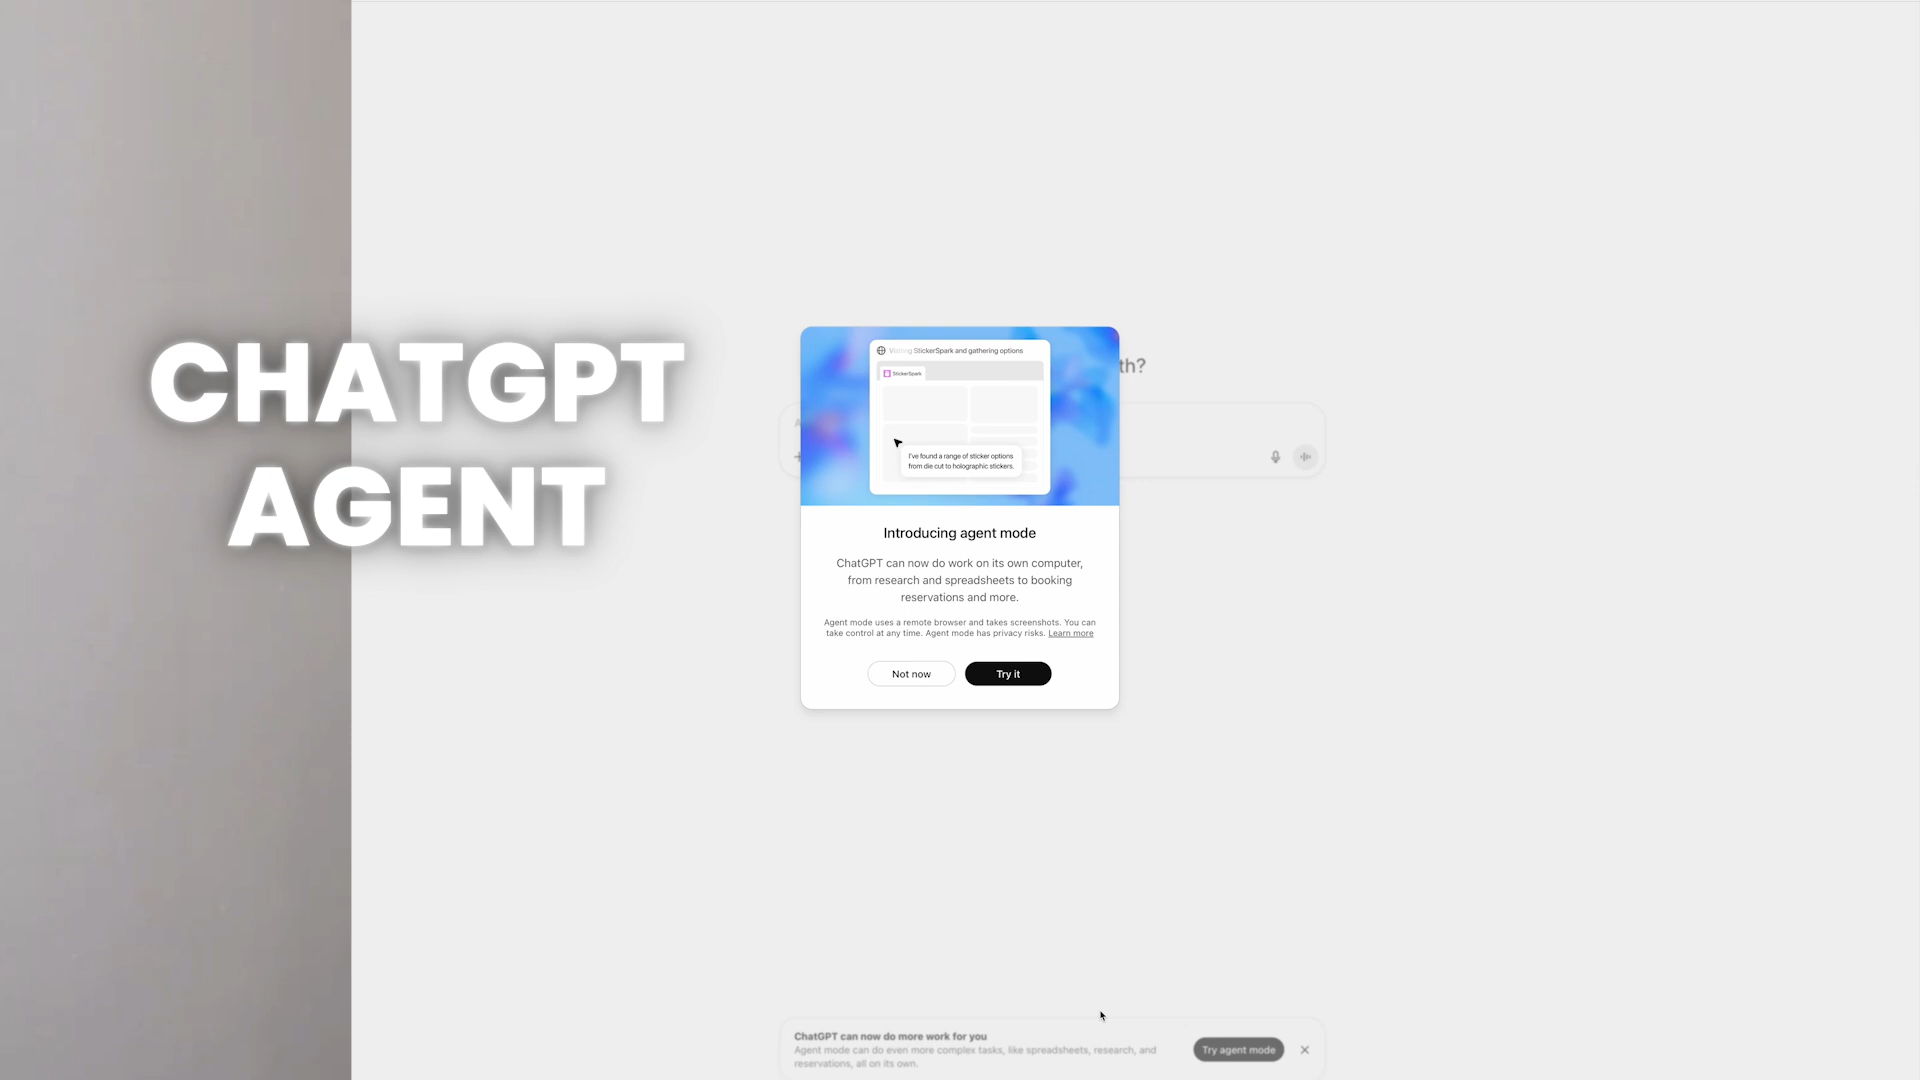 CHATGPT
AGENT
th?
Visiting StickerSpark and gathering options
StickerSpark
I've found a range of sticker options
from die cut to holographic stickers.
Introducing agent mode
ChatGPT can now do work on its own computer,
from research and spreadsheets to booking
reservations and more.
Agent mode uses a remote browser and takes screenshots. You can
take control at any time. Agent mode has privacy risks. Learn more
Not now
Try it
ChatGPT can now do more work for you
Agent mode can do even more complex tasks, like spreadsheets, research, and
reservations, all on its own.
Try agent mode